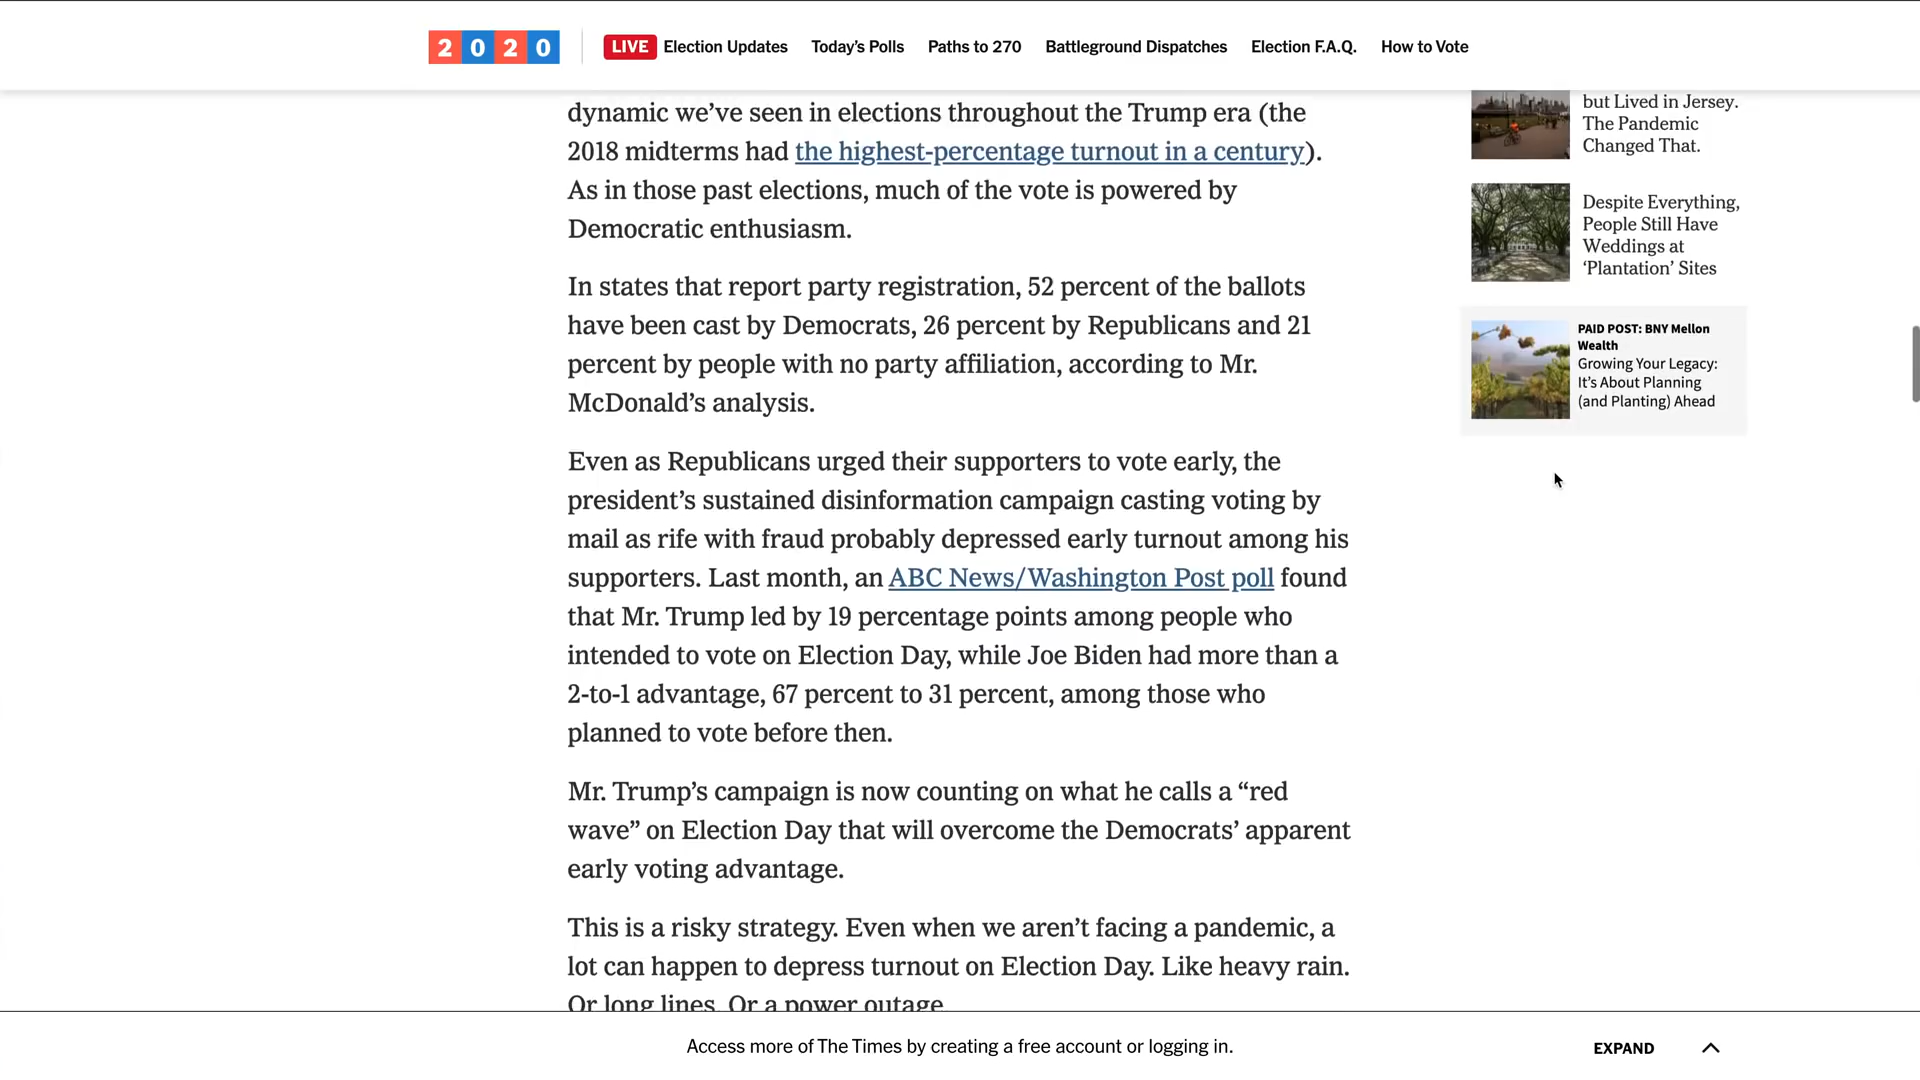 2020
LIVE Election Updates Today's Polls Paths to 270 Battleground Dispatches Election F.A.Q. How to Vote
dynamic we've seen in elections throughout the Trump era (the
2018 midterms had the highest-percentage turnout in a century).
As in those past elections, much of the vote is powered by
Democratic enthusiasm.
In states that report party registration, 52 percent of the ballots
have been cast by Democrats, 26 percent by Republicans and 21
percent by people with no party affiliation, according to Mr.
McDonald's analysis.
Even as Republicans urged their supporters to vote early, the
president's sustained disinformation campaign casting voting by
mail as rife with fraud probably depressed early turnout among his
supporters. Last month, an ABC News/Washington Post poll found
that Mr. Trump led by 19 percentage points among people who
intended to vote on Election Day, while Joe Biden had more than a
2-to-1 advantage, 67 percent to 31 percent, among those who
planned to vote before then.
Mr. Trump's campaign is now counting on what he calls a “red
wave” on Election Day that will overcome the Democrats' apparent
early voting advantage.
This is a risky strategy. Even when we aren't facing a pandemic, a
lot can happen to depress turnout on Election Day. Like heavy rain.
Or long lines. Or a power outage.
but Lived in Jersey.
The Pandemic
Changed That.
Despite Everything,
People Still Have
Weddings at
‘Plantation’ Sites
PAID POST: BNY Mellon
Wealth
Growing Your Legacy:
It's About Planning
(and Planting) Ahead
Access more of The Times by creating a free account or logging in.
EXPAND